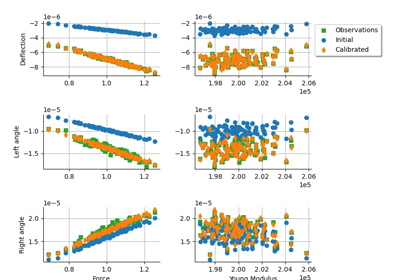 1e−6
1e−6
Observations
Initial
Calibrated
Deflection
−2
−4
−6
−8
−2
−4
−6
−8
0.8
1.0
1.2
1.98
2.00
2.02
2.04
2.06
1e5
1e−5
1e−5
Left angle
−1.0
−1.5
−1.0
−1.5
0.8
1.0
1.2
1.98
2.00
2.02
2.04
2.06
1e5
1e−5
1e−5
Right angle
2.0
1.5
2.0
1.5
0.8
1.0
1.2
1.98
2.00
2.02
2.04
2.06
1e5
Force
Young Modulus